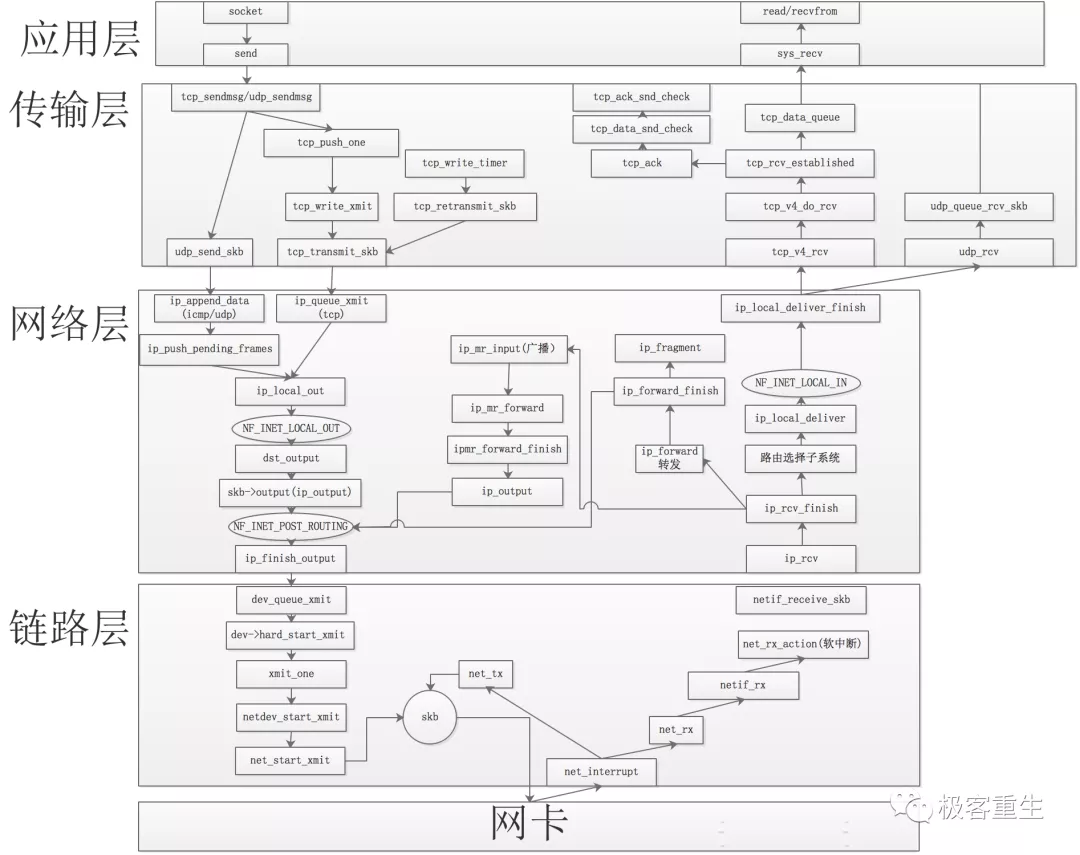 应用层
socket
send
read/recvfrom
sys_recv
传输层
tcp_sendmsg/udp_sendmsg
tcp_push_one
tcp_write_timer
tcp_write_xmit
tcp_retransmit_skb
udp_send_skb
tcp_transmit_skb
tcp_ack_snd_check
tcp_data_snd_check
tcp_ack
tcp_data_queue
tcp_rcv_established
tcp_v4_do_rcv
udp_queue_rcv_skb
tcp_v4_rcv
udp_rcv
网络层
ip_append_data
(icmp/udp)
ip_queue_xmit
(tcp)
ip_push_pending_frames
ip_local_out
NF_INET_LOCAL_OUT
dst_output
skb->output(ip_output)
NF_INET_POST_ROUTING
ip_finish_output
ip_mr_input(广播)
ip_mr_forward
ipmr_forward_finish
ip_output
ip_fragment
ip_forward_finish
ip_forward
转发
ip_local_deliver_finish
NF_INET_LOCAL_IN
ip_local_deliver
路由选择子系统
ip_rcv_finish
ip_rcv
链路层
dev_queue_xmit
dev->hard_start_xmit
xmit_one
netdev_start_xmit
net_start_xmit
skb
net_tx
netif_receive_skb
net_rx_action(软中断)
netif_rx
net_rx
net_interrupt
网卡
极客重生